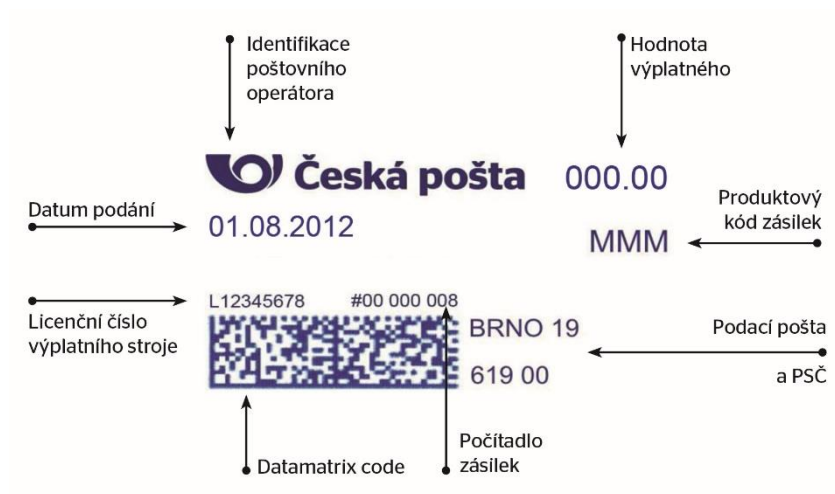 Identifikace
poštovního
operátora
Hodnota
výplatného
Česká pošta
000.00
Datum podání
01.08.2012
Produktový
kód zásilek
MMM
L12345678
#00 000 008
Licenční číslo
výplatního stroje
BRNO 19
619 00
Podací pošta
a PSČ
Datamatrix code
Počítadlo
zásilek